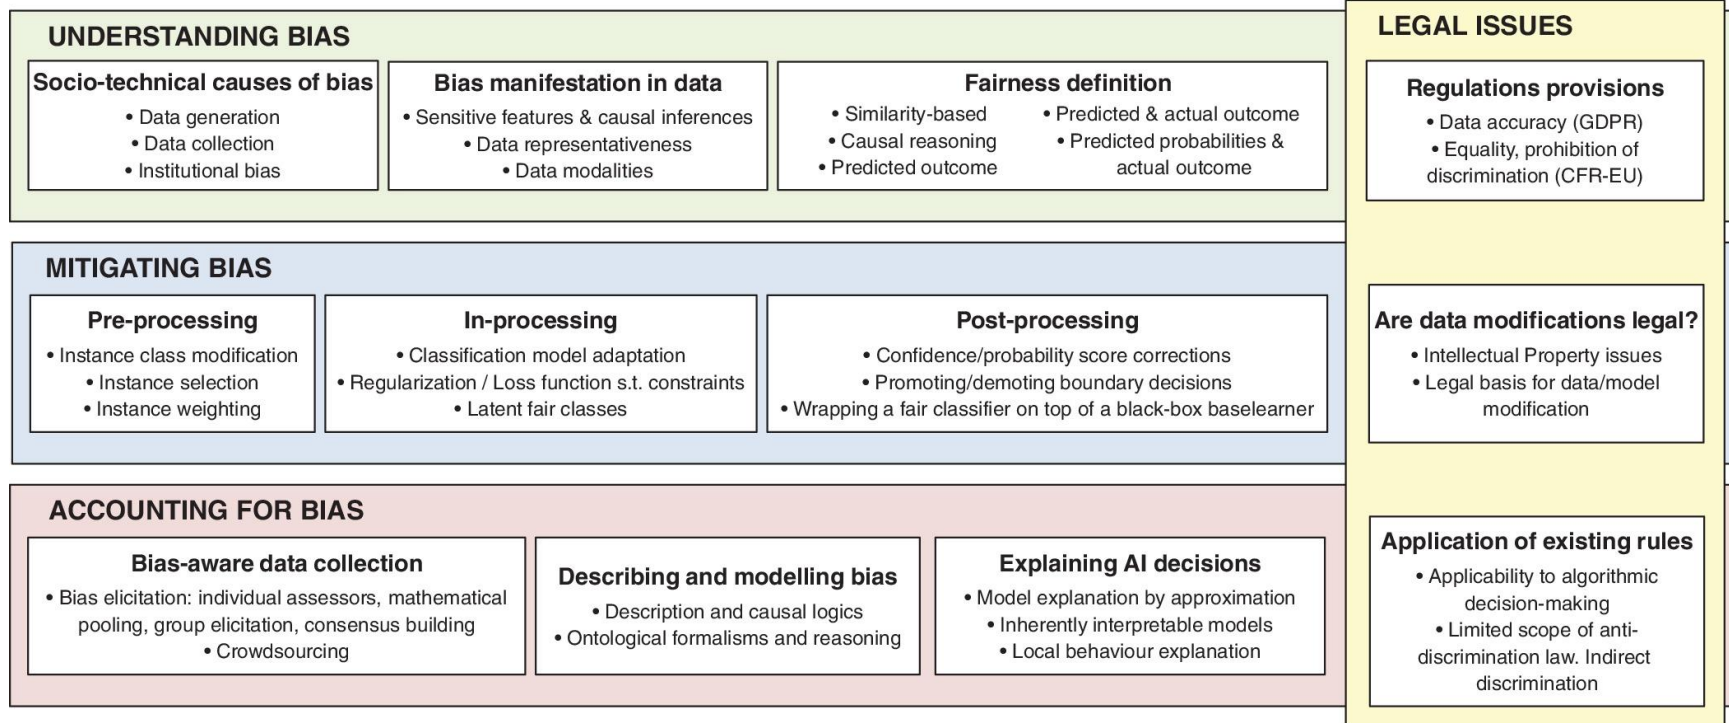 UNDERSTANDING BIAS
Socio-technical causes of bias
• Data generation
• Data collection
• Institutional bias
Bias manifestation in data
• Sensitive features & causal inferences
• Data representativeness
• Data modalities
Fairness definition
• Similarity-based
• Causal reasoning
• Predicted outcome
• Predicted & actual outcome
• Predicted probabilities &
actual outcome
MITIGATING BIAS
Pre-processing
• Instance class modification
• Instance selection
• Instance weighting
In-processing
• Classification model adaptation
• Regularization / Loss function s.t. constraints
• Latent fair classes
Post-processing
• Confidence/probability score corrections
• Promoting/demoting boundary decisions
• Wrapping a fair classifier on top of a black-box baselearner
ACCOUNTING FOR BIAS
Bias-aware data collection
• Bias elicitation: individual assessors, mathematical
pooling, group elicitation, consensus building
• Crowdsourcing
Describing and modelling bias
• Description and causal logics
• Ontological formalisms and reasoning
Explaining AI decisions
• Model explanation by approximation
• Inherently interpretable models
• Local behaviour explanation
LEGAL ISSUES
Regulations provisions
• Data accuracy (GDPR)
• Equality, prohibition of
discrimination (CFR-EU)
Are data modifications legal?
• Intellectual Property issues
• Legal basis for data/model
modification
Application of existing rules
• Applicability to algorithmic
decision-making
• Limited scope of anti-
discrimination law. Indirect
discrimination